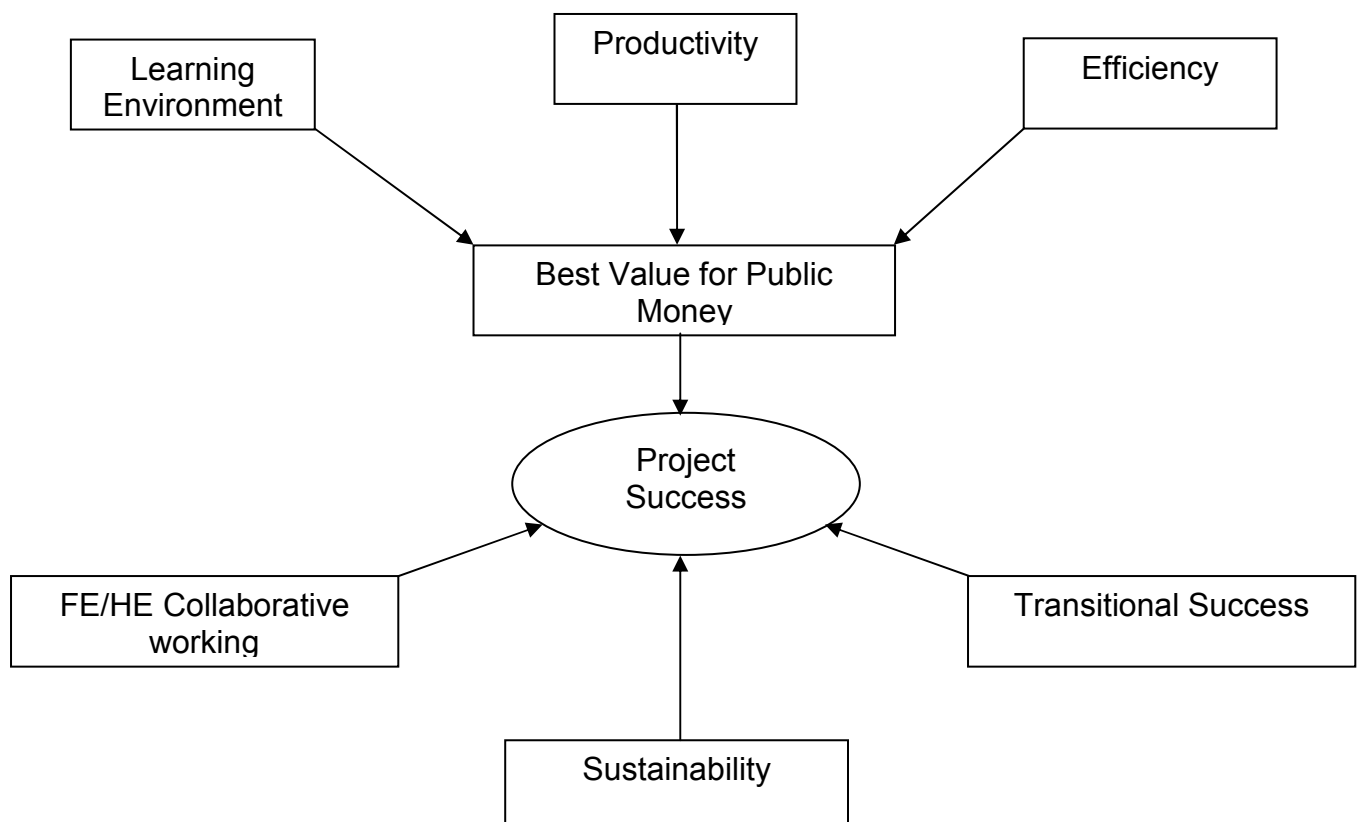 Productivity
Learning
Environment
Efficiency
Best Value for Public
Money
Project
Success
FE/HE Collaborative
working
Transitional Success
Sustainability